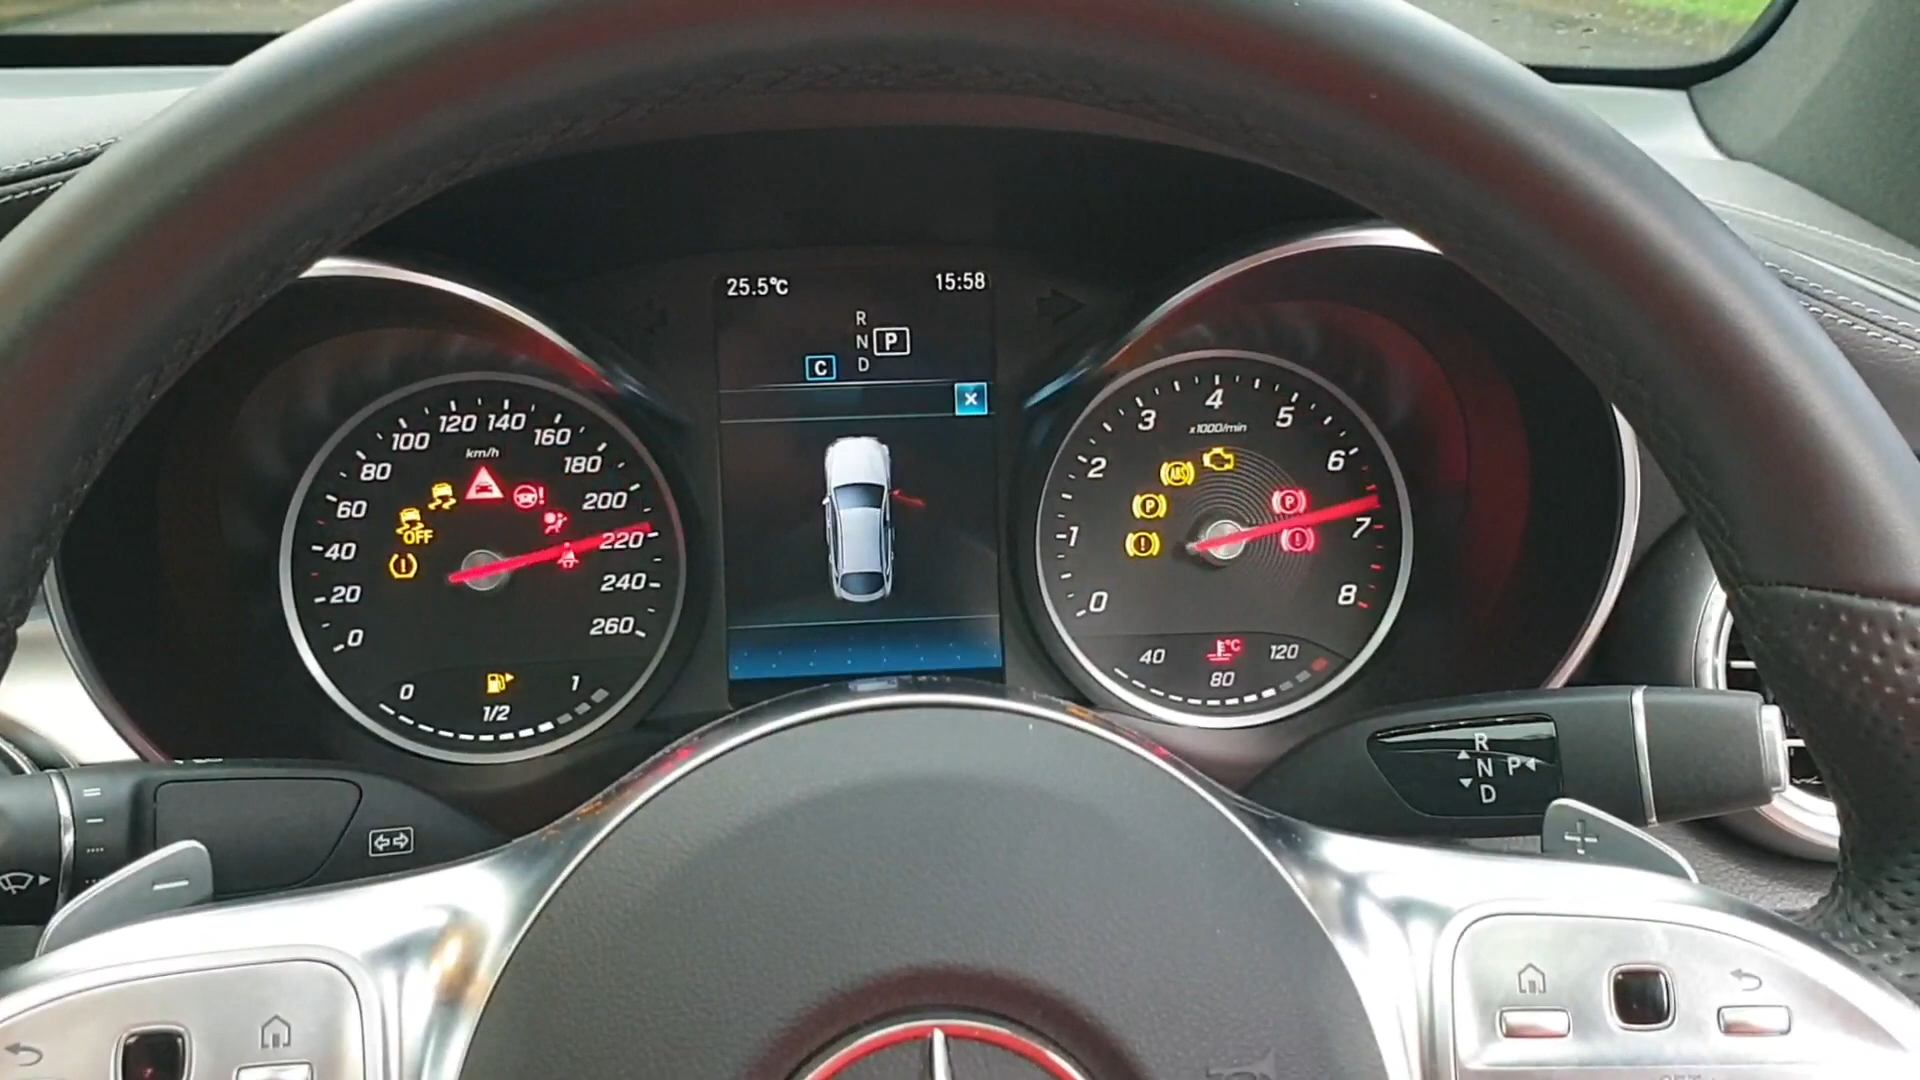 25.5°C 15:58
R
N P
C D
×
0 20 40 60 80 100 120 140 160 180 200 220 240 260
km/h
OFF
0 1/2 1
0 1 2 3 4 5 6 7 8
x1000/min
ABS
P
P
!
!
°C
40 80 120
R
N P
D